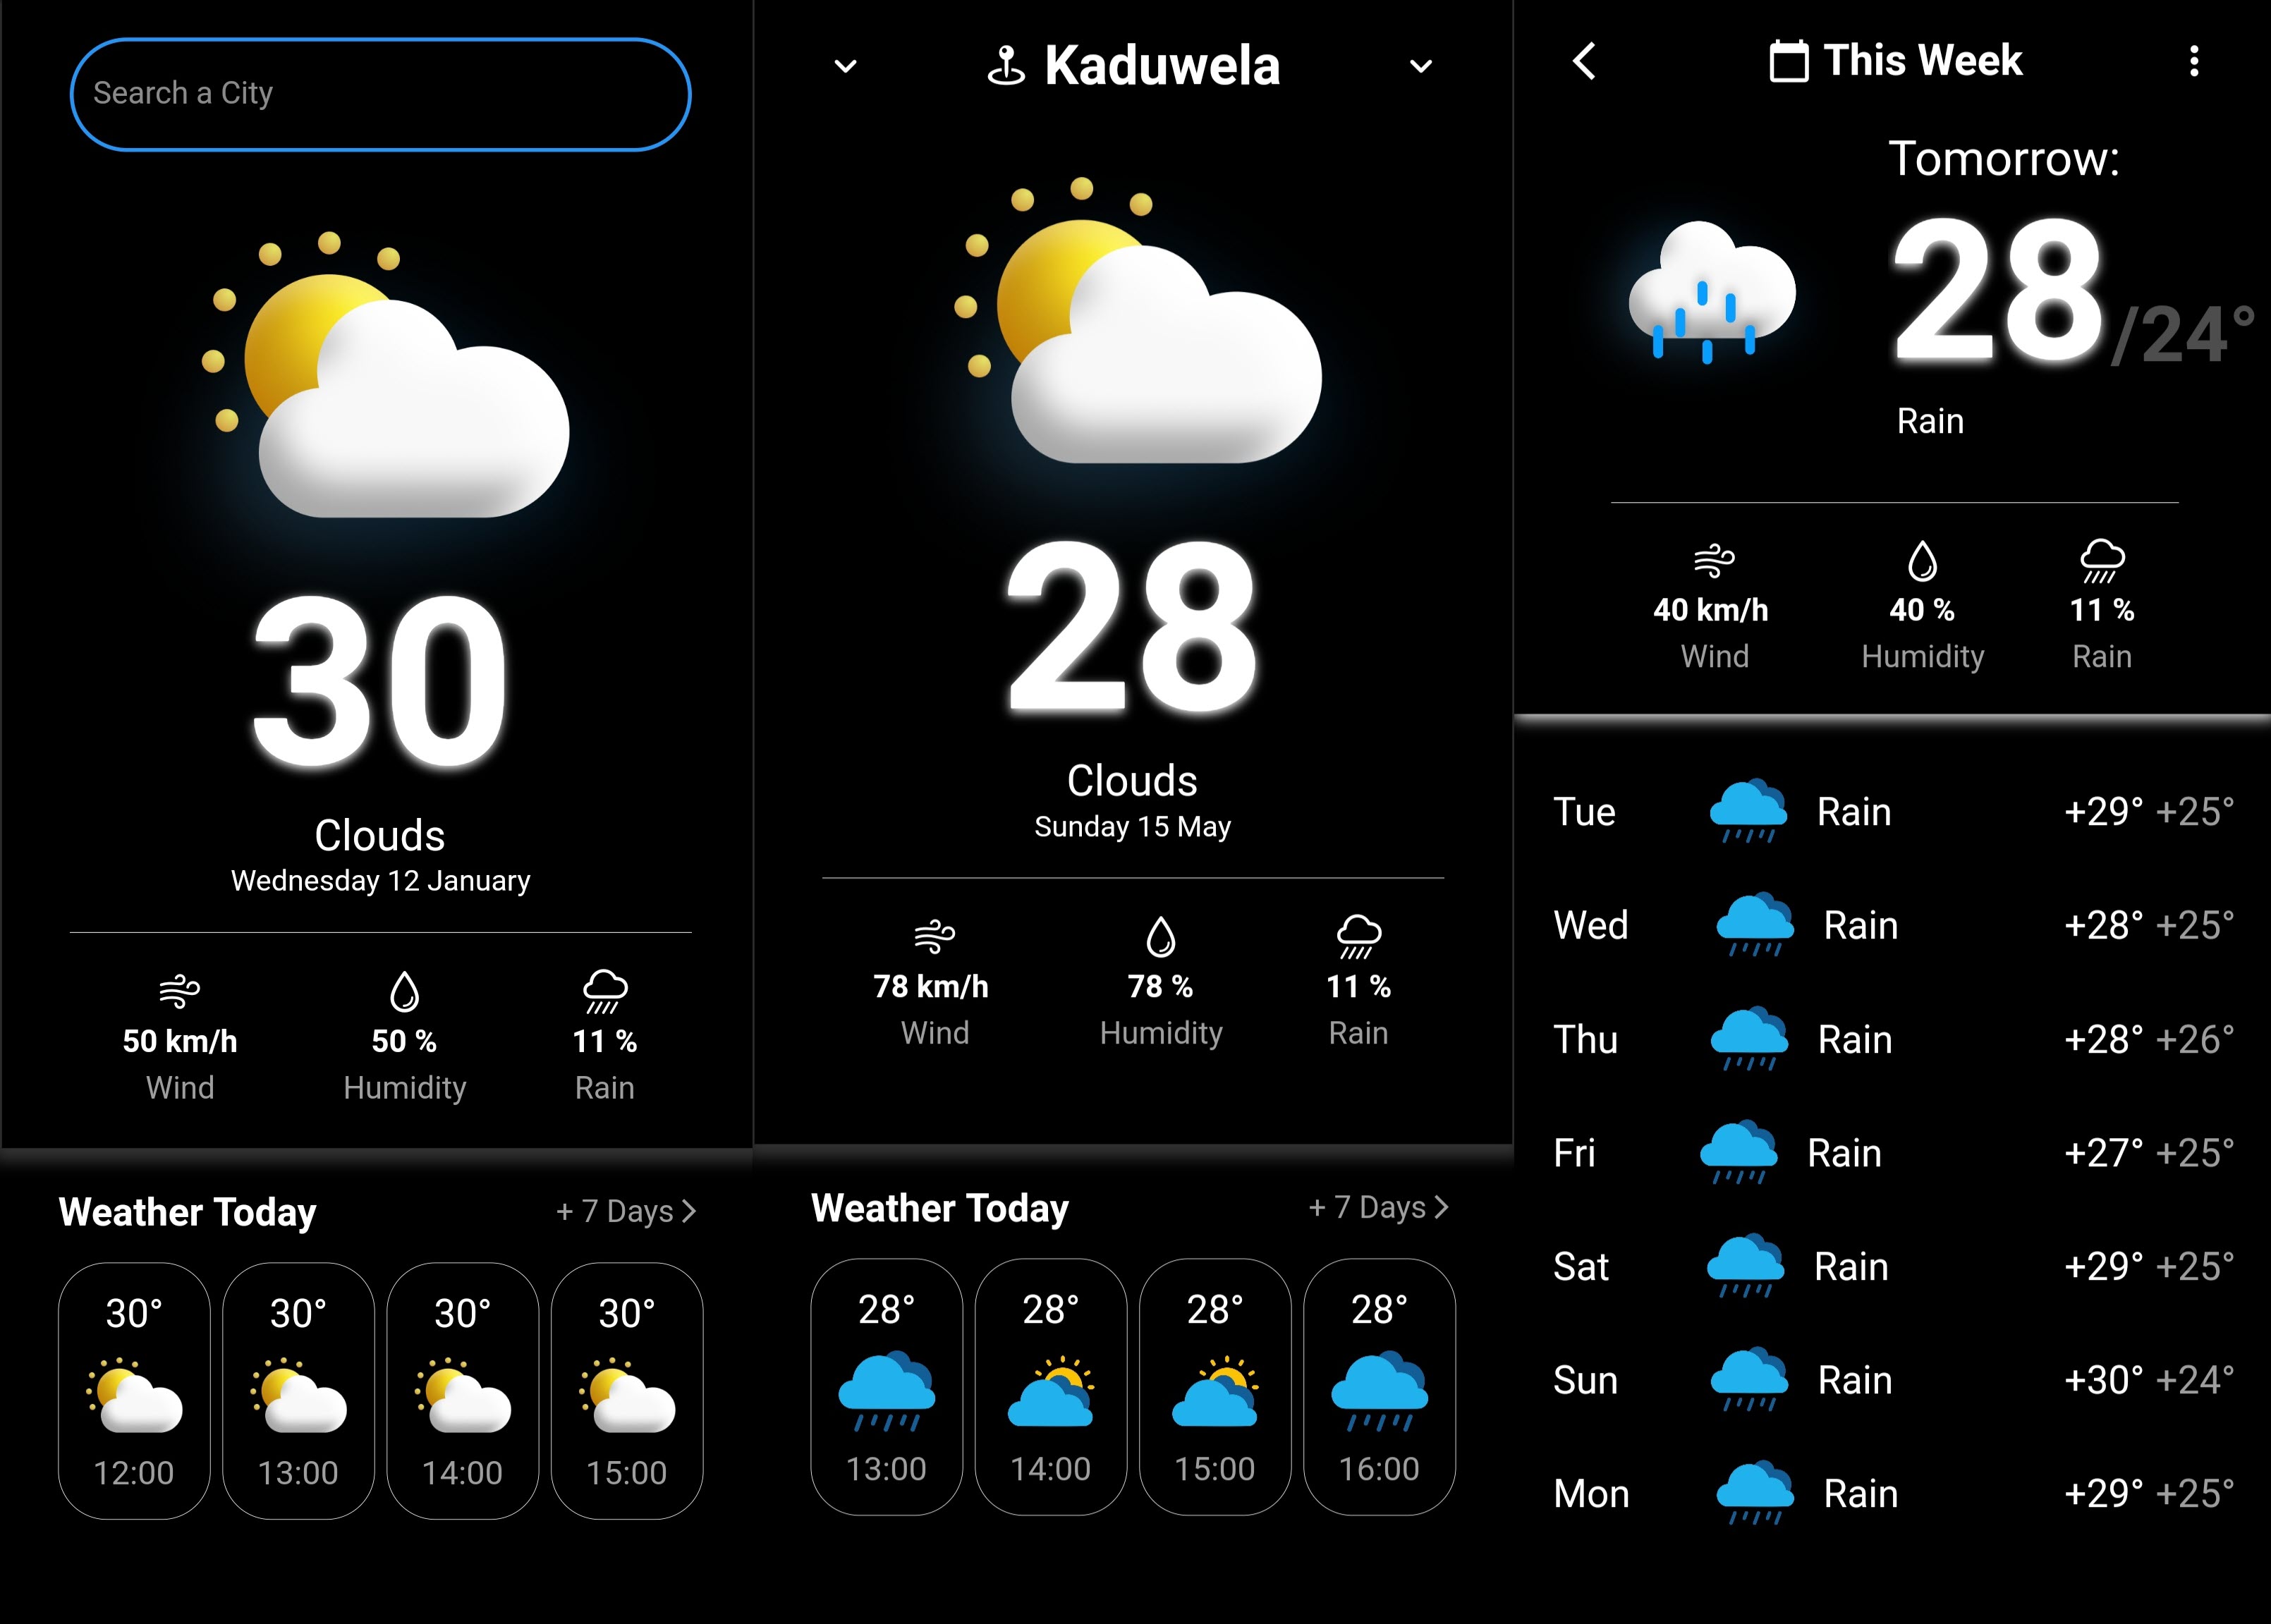 Search a City
30
Clouds
Wednesday 12 January
50 km/h 50 % 11 %
Wind Humidity Rain
Weather Today + 7 Days
30° 30° 30° 30°
12:00 13:00 14:00 15:00
Kaduwela
28
Clouds
Sunday 15 May
78 km/h 78 % 11 %
Wind Humidity Rain
Weather Today + 7 Days
28° 28° 28° 28°
13:00 14:00 15:00 16:00
This Week
Tomorrow:
28/24°
Rain
40 km/h 40 % 11 %
Wind Humidity Rain
Tue Rain +29° +25°
Wed Rain +28° +25°
Thu Rain +28° +26°
Fri Rain +27° +25°
Sat Rain +29° +25°
Sun Rain +30° +24°
Mon Rain +29° +25°